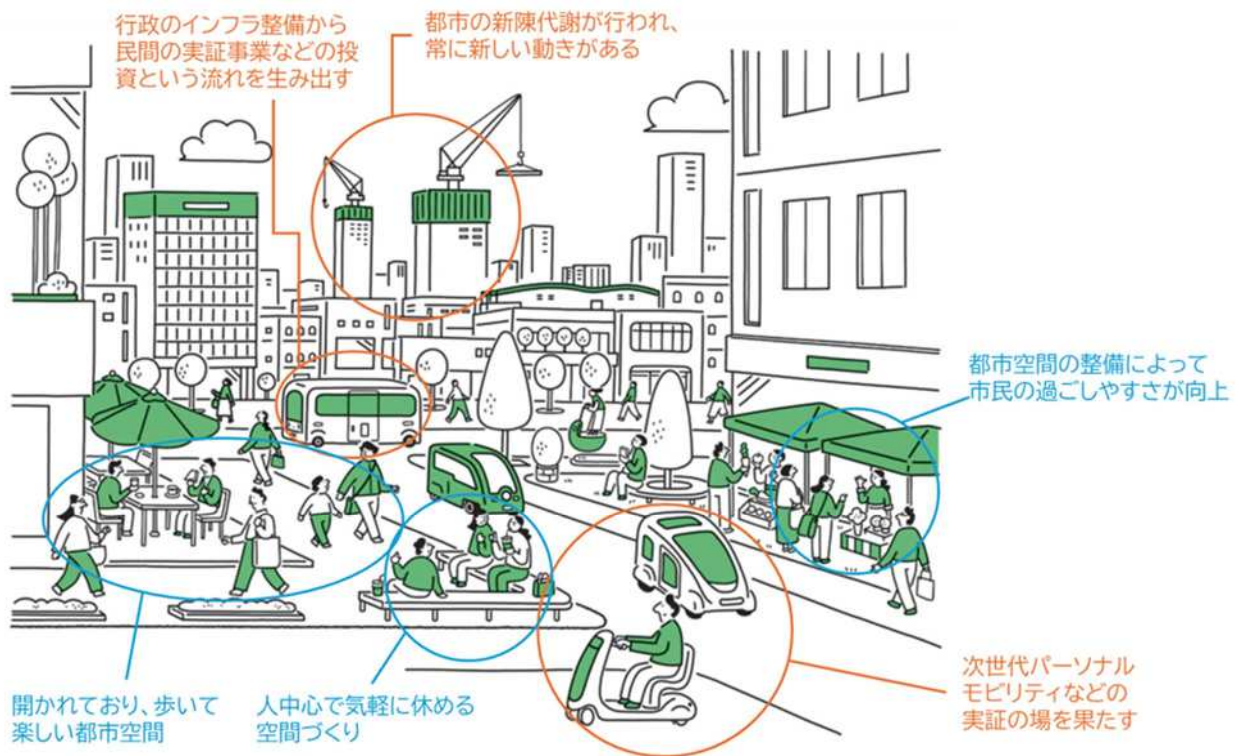 行政のインフラ整備から
民間の実証事業などの投
資という流れを生み出す
都市の新陳代謝が行われ、
常に新しい動きがある
都市空間の整備によって
市民の過ごしやすさが向上
開かれており、歩いて
楽しい都市空間
人中心で気軽に休める
空間づくり
次世代パーソナル
モビリティなどの
実証の場を果たす